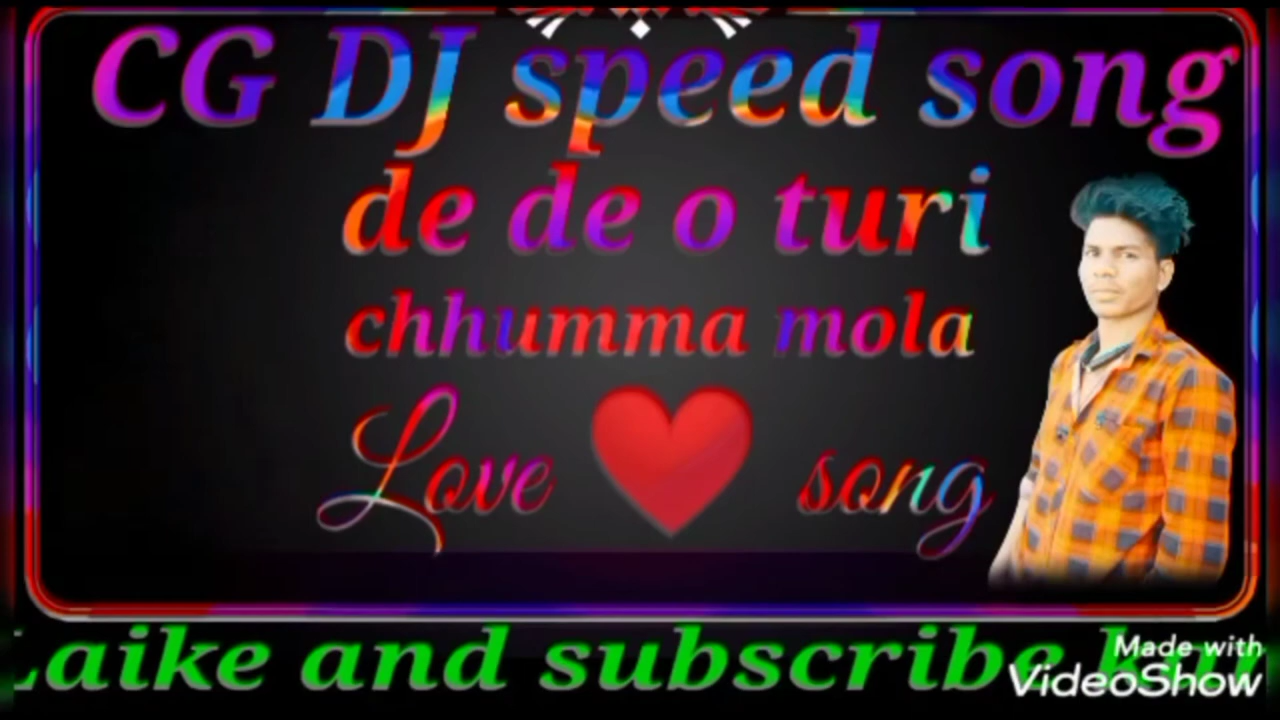 CG DJ speed song
de de o turi
chhumma mola
Love song
Laike and subscribe
Made with
VideoShow